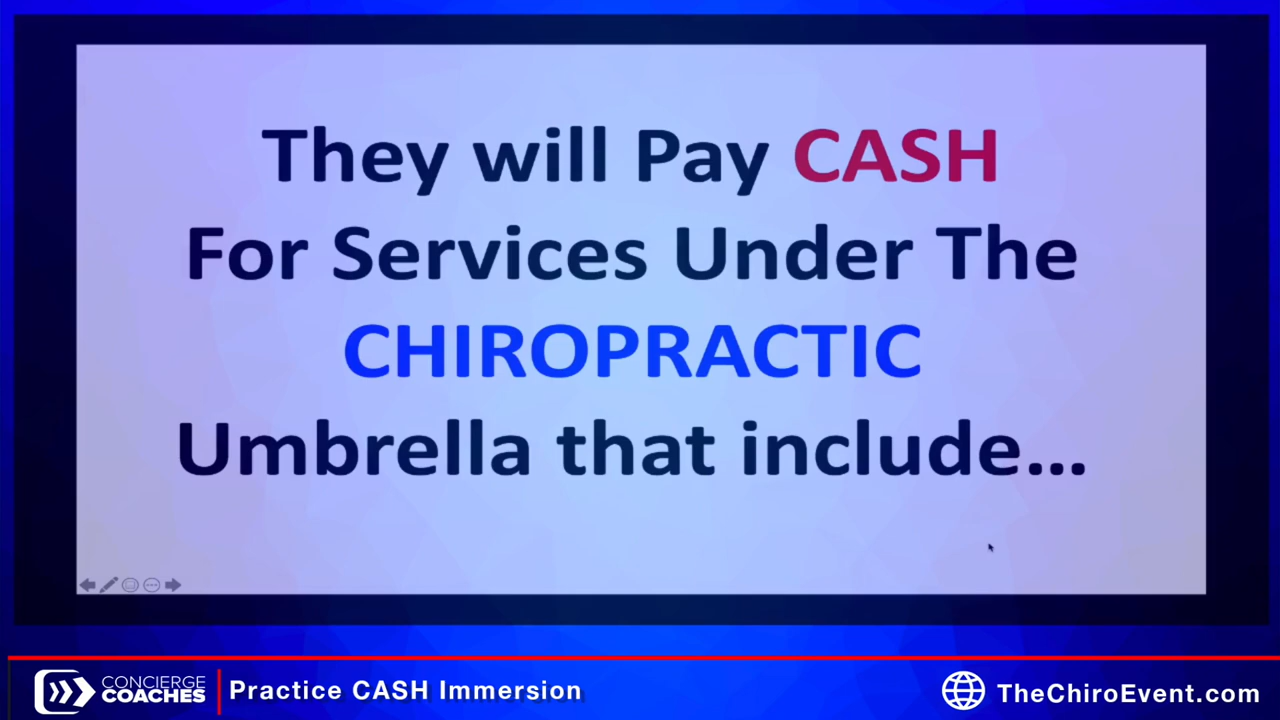 They will Pay CASH
For Services Under The
CHIROPRACTIC
Umbrella that include...
CONCIERGE
COACHES
Practice CASH Immersion
TheChiroEvent.com